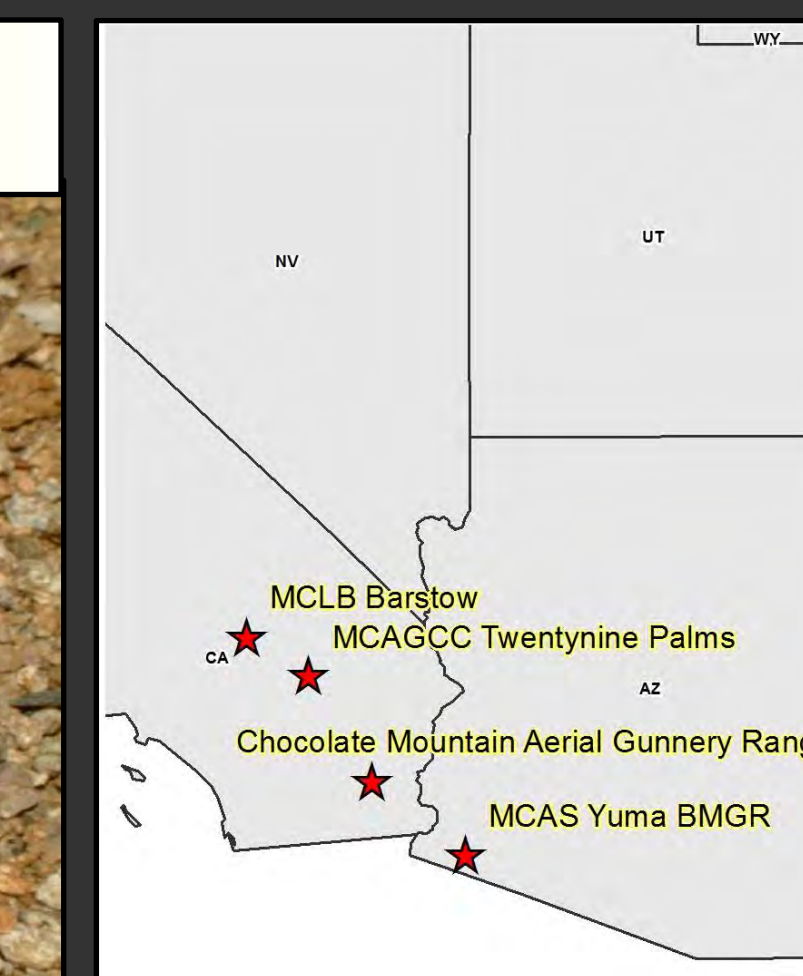 WY
UT
NV
MCLB Barstow
MCAGCC Twentynine Palms
CA
AZ
Chocolate Mountain Aerial Gunnery Rang
MCAS Yuma BMGR